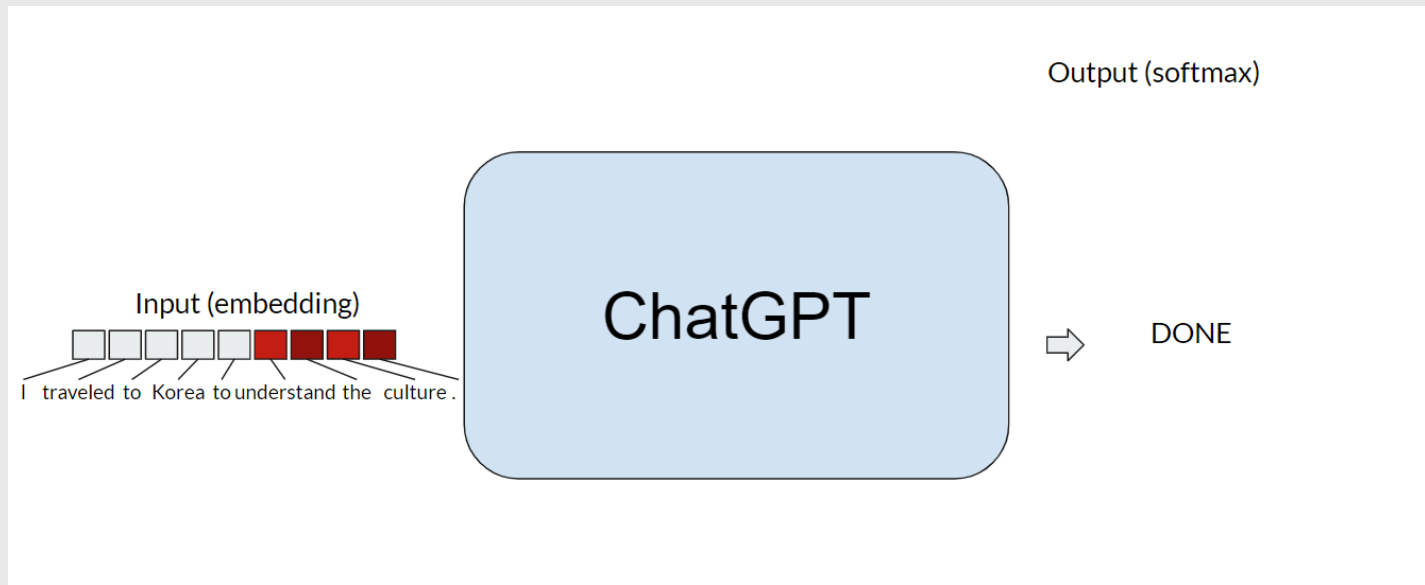 Output (softmax)
Input (embedding)
ChatGPT
DONE
I traveled to Korea to understand the culture .